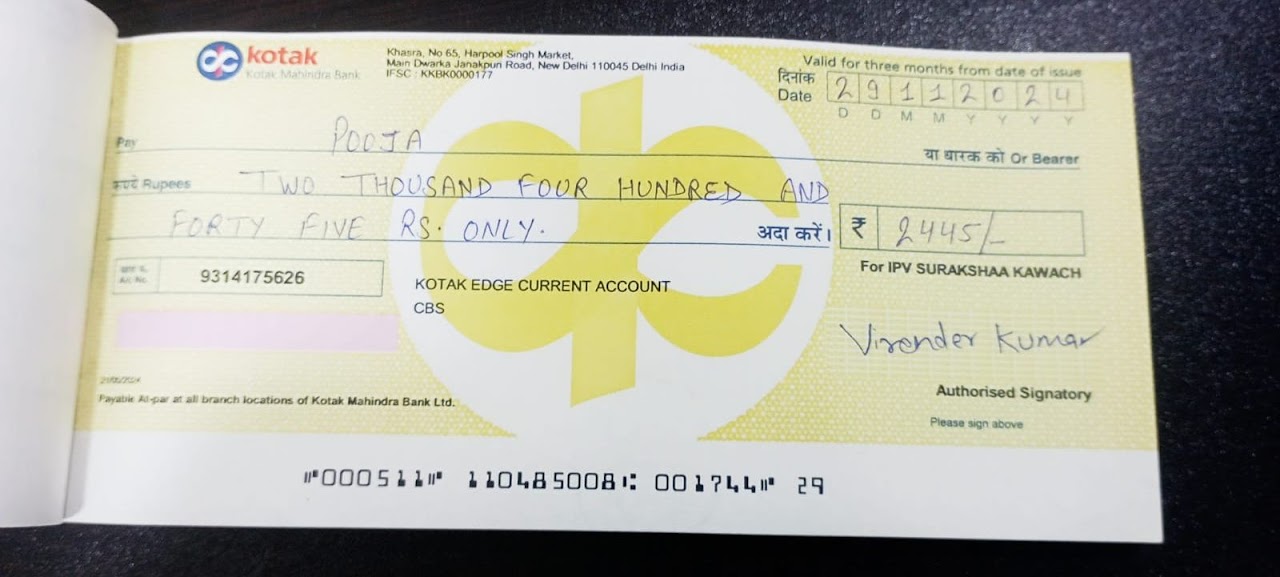 kotak
Kotak Mahindra Bank
Khasra, No 65, Harpool Singh Market,
Main Dwarka Janakpuri Road, New Delhi 110045 Delhi India
IFSC : KKBK0000177
Valid for three months from date of issue
दिनांक
Date 2 9 1 1 2 0 2 4
D D M M Y Y Y Y
Pay POOJA या धारक को Or Bearer
रुपये Rupees TWO THOUSAND FOUR HUNDRED AND
FORTY FIVE RS. ONLY. अदा करें। ₹ 2445/-
For IPV SURAKSHAA KAWACH
A/c No. 9314175626
KOTAK EDGE CURRENT ACCOUNT
CBS
Virender Kumar
Authorised Signatory
Please sign above
Payable At-par at all branch locations of Kotak Mahindra Bank Ltd.
⑈000511⑈ 110485008⑆ 001744⑈ 29